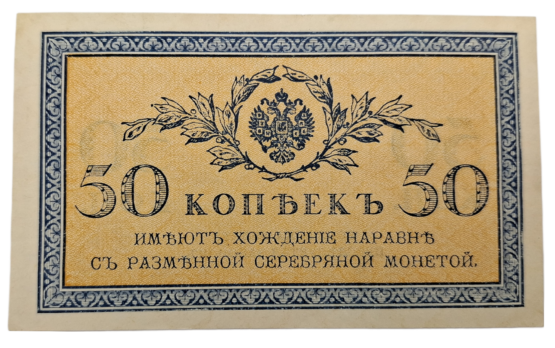 50 КОПѢЕКЪ 50
ИМѢЮТЪ ХОЖДЕНІЕ НАРАВНѢ
СЪ РАЗМѢННОЙ СЕРЕБРЯНОЙ МОНЕТОЙ.